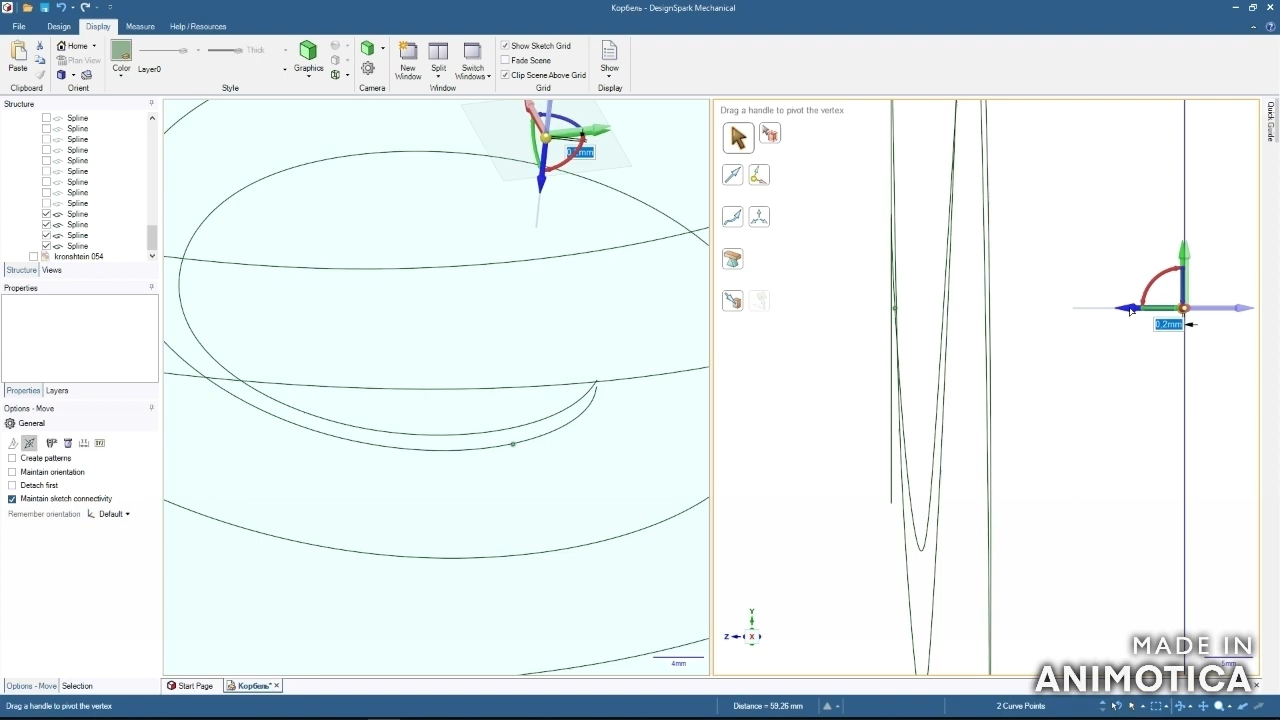 Корбель - DesignSpark Mechanical
File Design Display Measure Help / Resources
Paste
Clipboard
Home
Plan View
Orient
Color
Layer0
Thick
Graphics
Style
Camera
New Window
Split
Switch Windows
Window
Show Sketch Grid
Fade Scene
Clip Scene Above Grid
Grid
Show
Display
Structure
Spline
Spline
Spline
Spline
Spline
Spline
Spline
Spline
Spline
Spline
Spline
Spline
Spline
kronshtein 054
Structure Views
Properties
Properties Layers
Options - Move
General
Create patterns
Maintain orientation
Detach first
Maintain sketch connectivity
Remember orientation Default
4mm
Drag a handle to pivot the vertex
0,2mm
Y
Z X
Quick Guide
MADE IN
ANIMOTICA
Options - Move Selection
Start Page Корбель*
Drag a handle to pivot the vertex
Distance = 59,26 mm
2 Curve Points